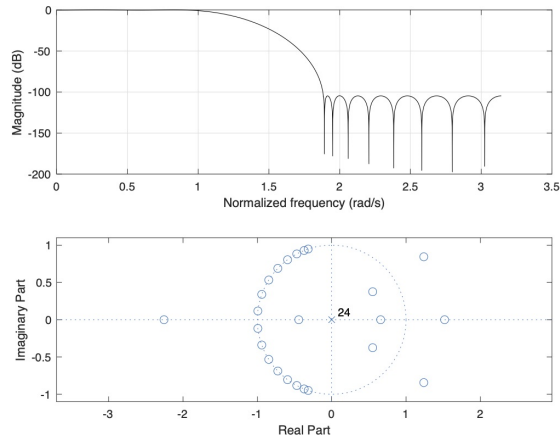 0
-50
-100
-150
-200
Magnitude (dB)
0 0.5 1 1.5 2 2.5 3 3.5
Normalized frequency (rad/s)
1
0.5
0
-0.5
-1
Imaginary Part
24
-3 -2 -1 0 1 2
Real Part